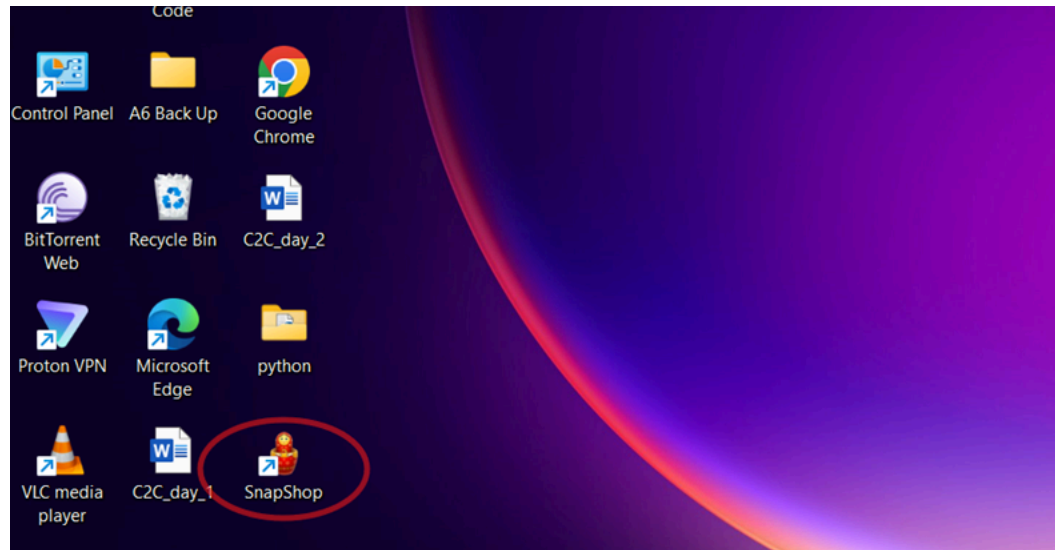 Code
Control Panel
A6 Back Up
Google
Chrome
BitTorrent
Web
Recycle Bin
C2C_day_2
Proton VPN
Microsoft
Edge
python
VLC media
player
C2C_day_1
SnapShop